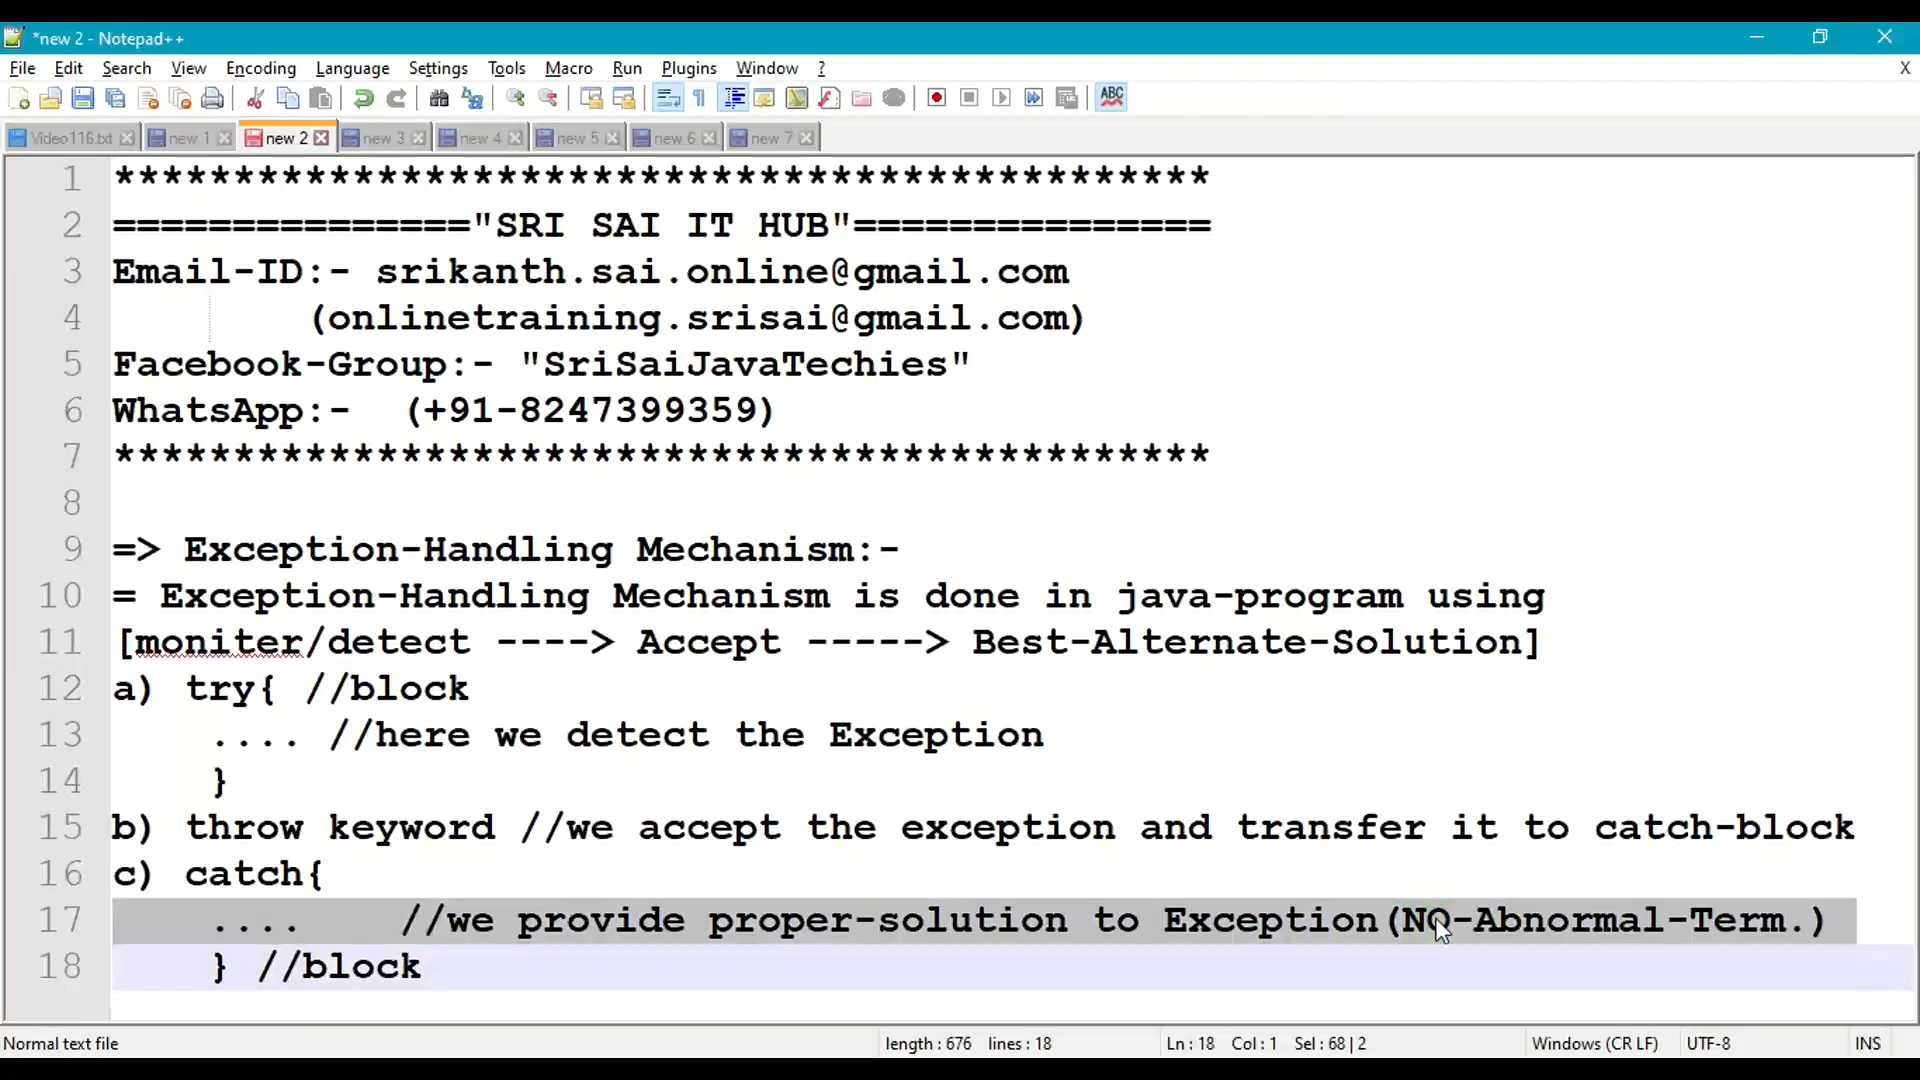 *new 2 - Notepad++
File Edit Search View Encoding Language Settings Tools Macro Run Plugins Window ? X
ABC
Video116.txt new 1 new 2 new 3 new 4 new 5 new 6 new 7
1 **********************************************
2 ==============="SRI SAI IT HUB"===============
3 Email-ID:- srikanth.sai.online@gmail.com
4 (onlinetraining.srisai@gmail.com)
5 Facebook-Group:- "SriSaiJavaTechies"
6 WhatsApp:- (+91-8247399359)
7 **********************************************
8
9 => Exception-Handling Mechanism:-
10 = Exception-Handling Mechanism is done in java-program using
11 [moniter/detect ----> Accept -----> Best-Alternate-Solution]
12 a) try{ //block
13 .... //here we detect the Exception
14 }
15 b) throw keyword //we accept the exception and transfer it to catch-block
16 c) catch{
17 .... //we provide proper-solution to Exception(NO-Abnormal-Term.)
18 } //block
Normal text file length : 676 lines : 18 Ln : 18 Col : 1 Sel : 68 | 2 Windows (CR LF) UTF-8 INS